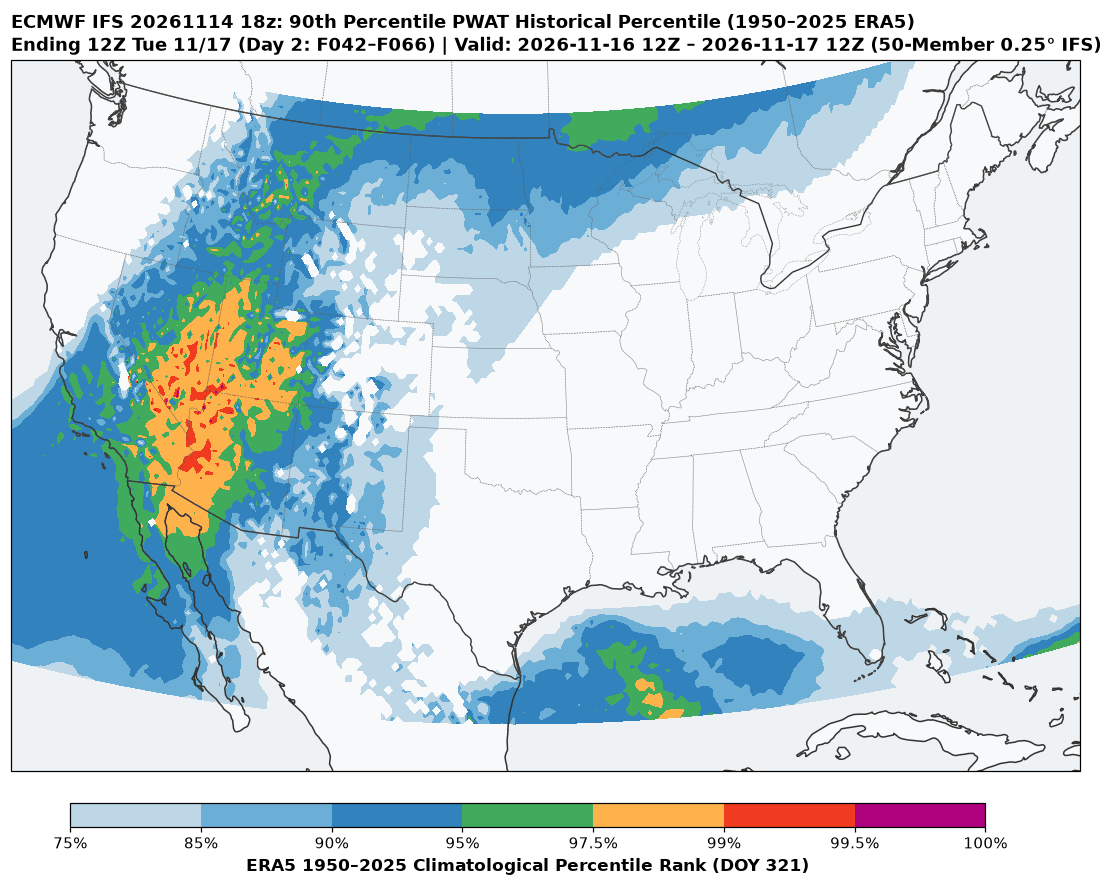 ECMWF IFS 20261114 18z: 90th Percentile PWAT Historical Percentile (1950–2025 ERA5)
Ending 12Z Tue 11/17 (Day 2: F042–F066) | Valid: 2026-11-16 12Z – 2026-11-17 12Z (50-Member 0.25° IFS)
75% 85% 90% 95% 97.5% 99% 99.5% 100%
ERA5 1950–2025 Climatological Percentile Rank (DOY 321)